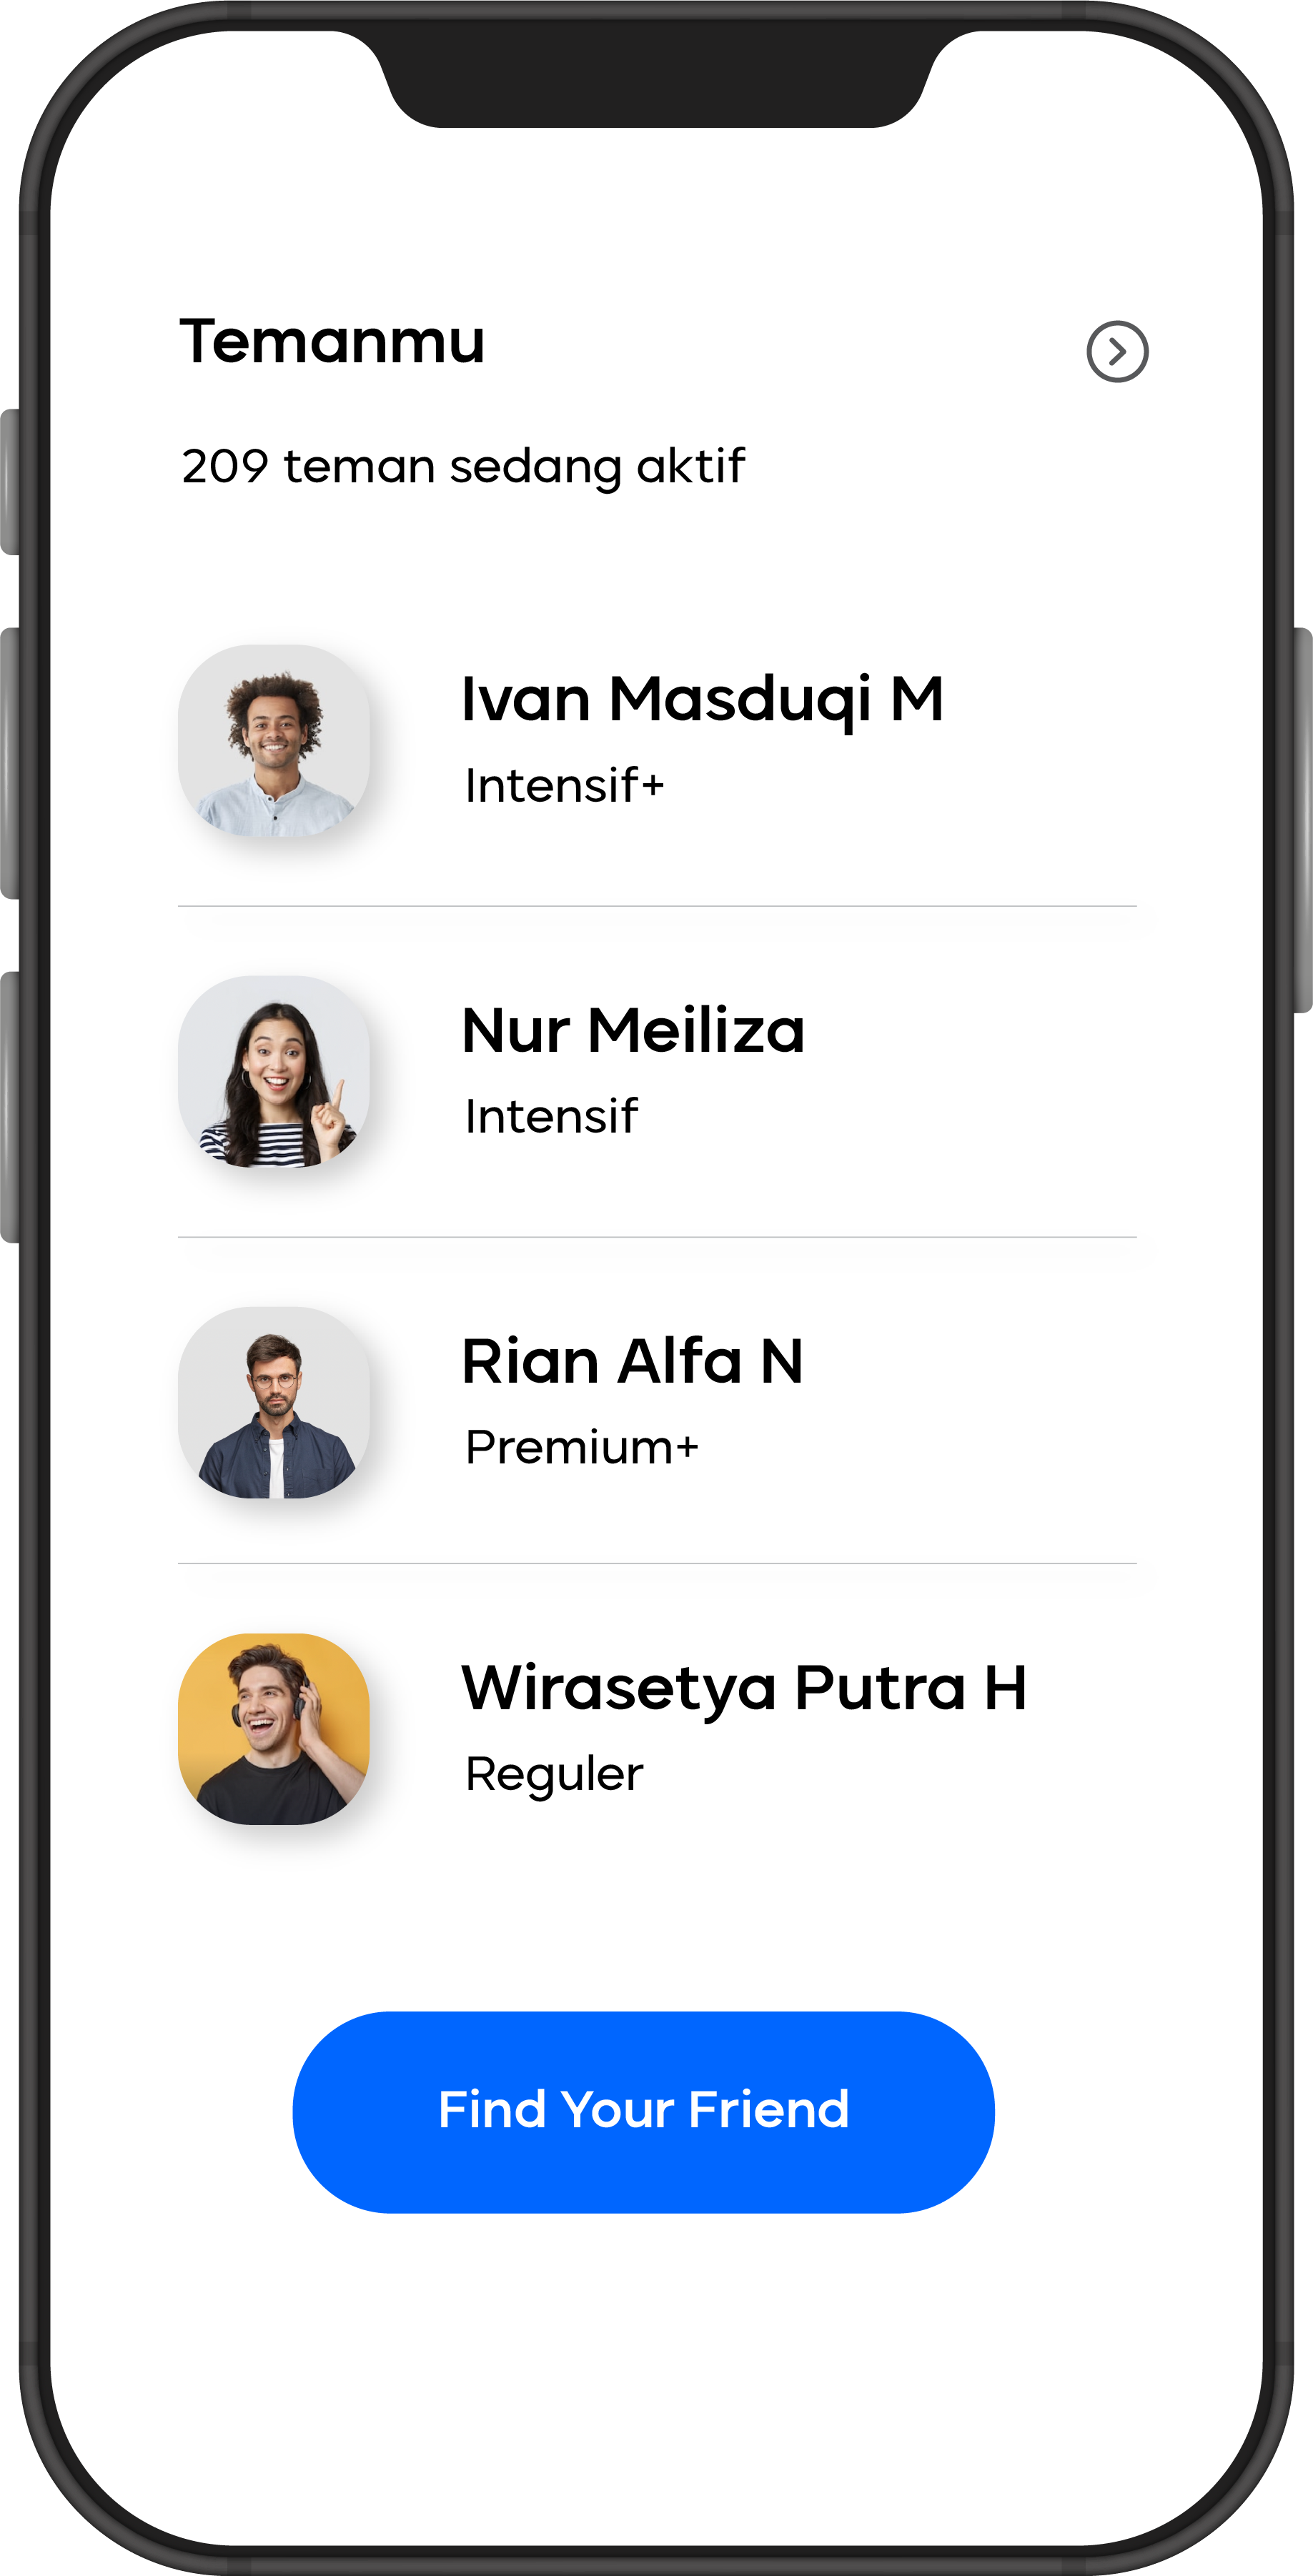 Temanmu
209 teman sedang aktif
Ivan Masduqi M
Intensif+
Nur Meiliza
Intensif
Rian Alfa N
Premium+
Wirasetya Putra H
Reguler
Find Your Friend